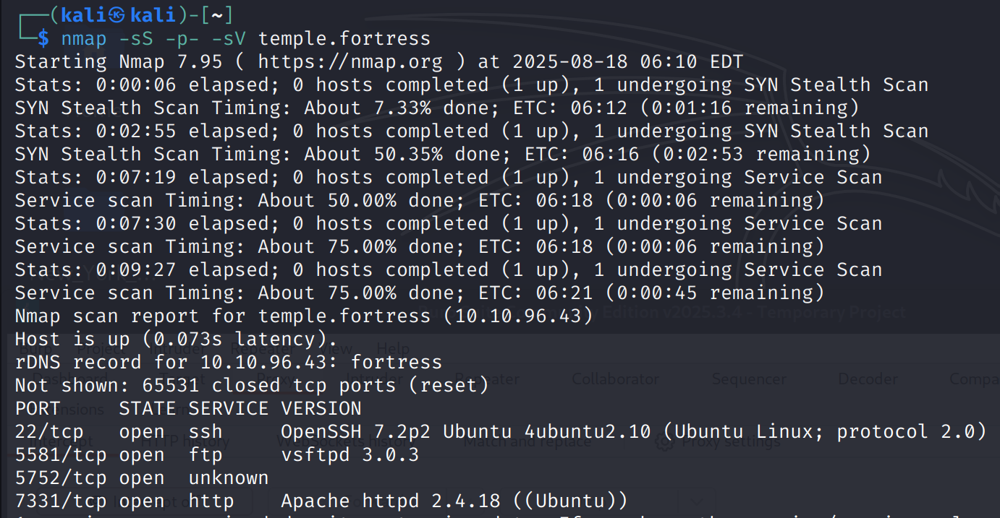 ┌──(kali㉿kali)-[~]
└─$ nmap -sS -p- -sV temple.fortress
Starting Nmap 7.95 ( https://nmap.org ) at 2025-08-18 06:10 EDT
Stats: 0:00:06 elapsed; 0 hosts completed (1 up), 1 undergoing SYN Stealth Scan
SYN Stealth Scan Timing: About 7.33% done; ETC: 06:12 (0:01:16 remaining)
Stats: 0:02:55 elapsed; 0 hosts completed (1 up), 1 undergoing SYN Stealth Scan
SYN Stealth Scan Timing: About 50.35% done; ETC: 06:16 (0:02:53 remaining)
Stats: 0:07:19 elapsed; 0 hosts completed (1 up), 1 undergoing Service Scan
Service scan Timing: About 50.00% done; ETC: 06:18 (0:00:06 remaining)
Stats: 0:07:30 elapsed; 0 hosts completed (1 up), 1 undergoing Service Scan
Service scan Timing: About 75.00% done; ETC: 06:18 (0:00:06 remaining)
Stats: 0:09:27 elapsed; 0 hosts completed (1 up), 1 undergoing Service Scan
Service scan Timing: About 75.00% done; ETC: 06:21 (0:00:45 remaining)
Nmap scan report for temple.fortress (10.10.96.43)
Host is up (0.073s latency).
rDNS record for 10.10.96.43: fortress
Not shown: 65531 closed tcp ports (reset)
PORT     STATE SERVICE VERSION
22/tcp   open  ssh     OpenSSH 7.2p2 Ubuntu 4ubuntu2.10 (Ubuntu Linux; protocol 2.0)
5581/tcp open  ftp     vsftpd 3.0.3
5752/tcp open  unknown
7331/tcp open  http    Apache httpd 2.4.18 ((Ubuntu))